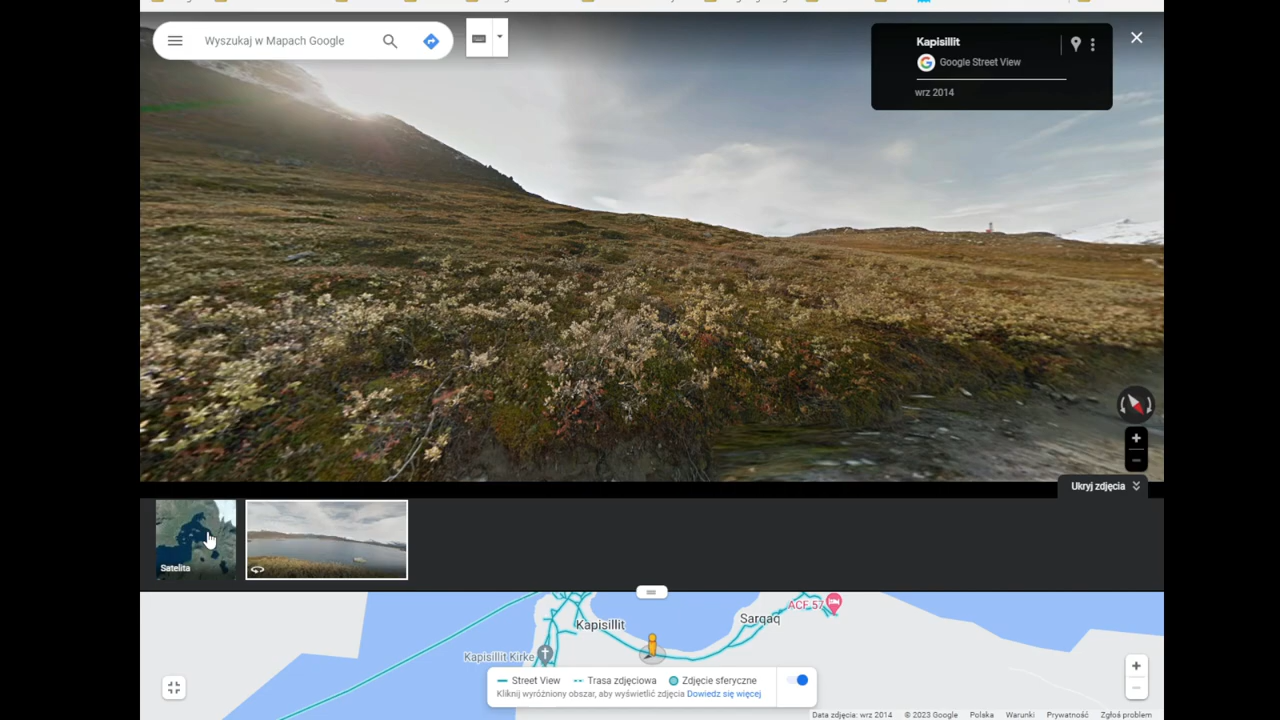 Wyszukaj w Mapach Google
Kapisillit
Google Street View
wrz 2014
Ukryj zdjęcia
Satelita
ACF 57
Kapisillit
Sarqaq
Kapisillit Kirke
Street View
Trasa zdjęciowa
Zdjęcie sferyczne
Kliknij wyróżniony obszar, aby wyświetlić zdjęcia Dowiedz się więcej
Data zdjęcia: wrz 2014 © 2023 Google Polska Warunki Prywatność Zgłoś problem